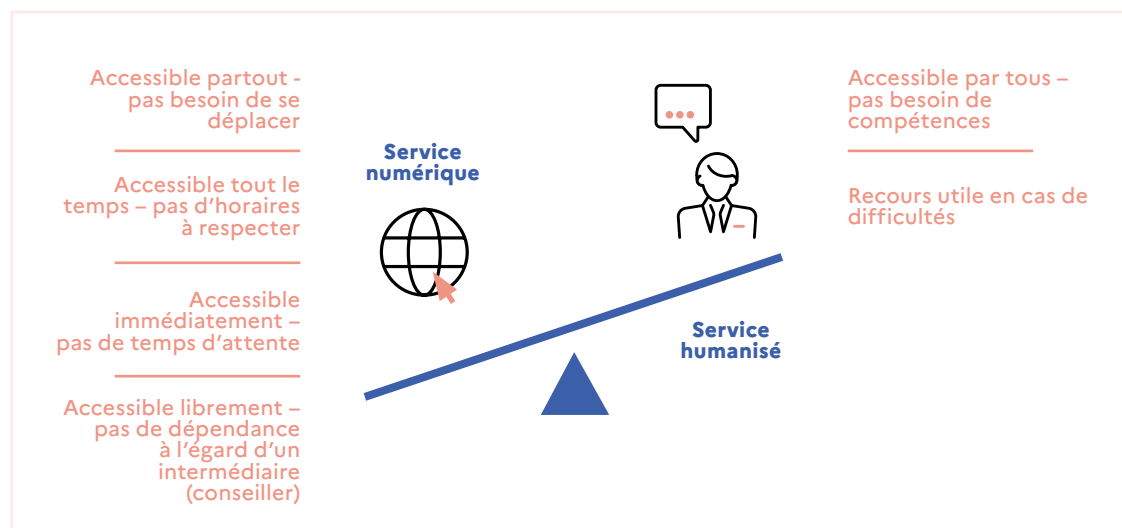 Accessible partout -
pas besoin de se
déplacer
Accessible tout le
temps – pas d’horaires
à respecter
Accessible
immédiatement –
pas de temps d’attente
Accessible librement –
pas de dépendance
à l’égard d’un
intermédiaire
(conseiller)
Service
numérique
Service
humanisé
Accessible par tous –
pas besoin de
compétences
Recours utile en cas de
difficultés